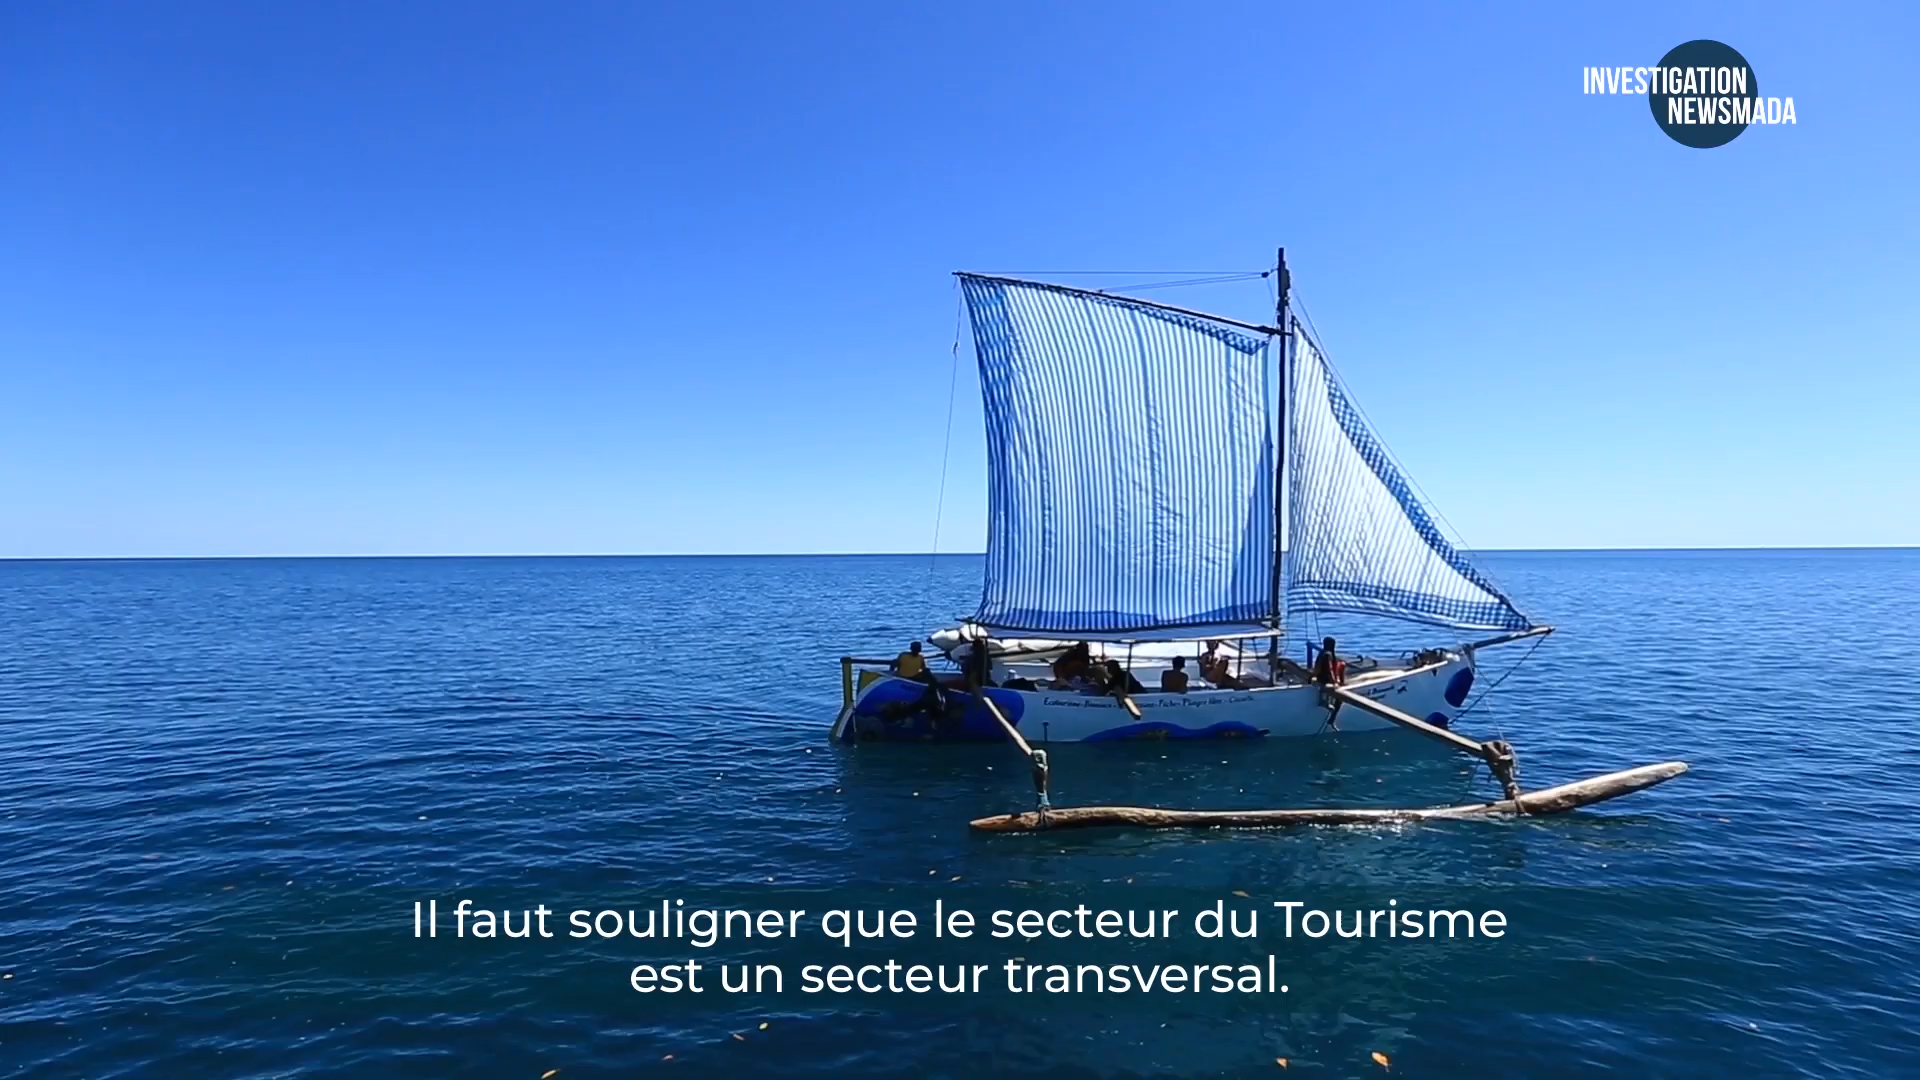 INVESTIGATION
NEWSMADA
Il faut souligner que le secteur du Tourisme
est un secteur transversal.